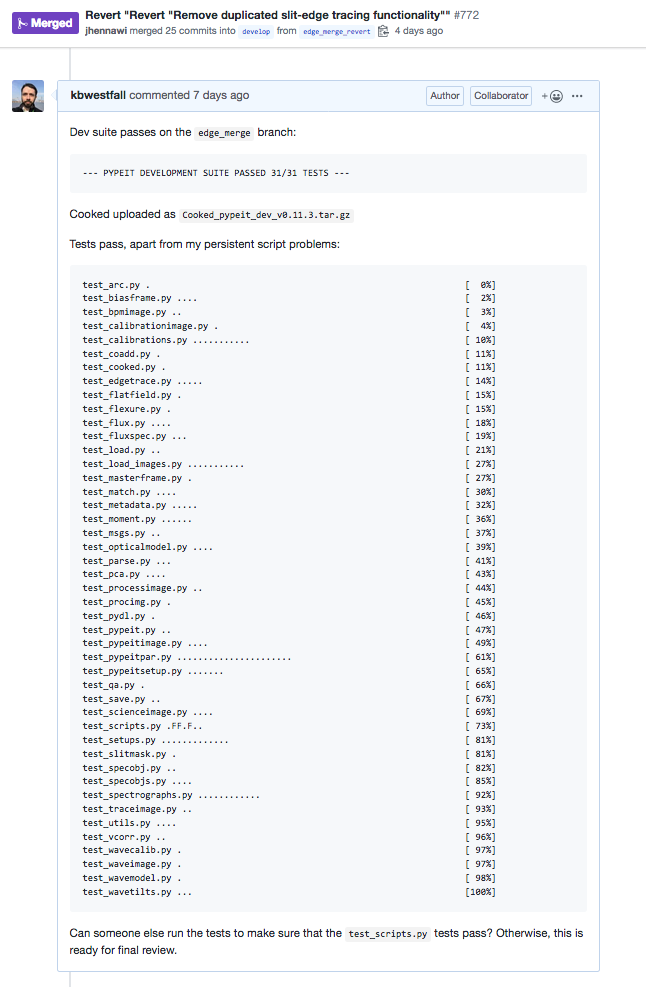 Merged
Revert "Revert "Remove duplicated slit-edge tracing functionality"" #772
jhennawi merged 25 commits into develop from edge_merge_revert 4 days ago
kbwestfall commented 7 days ago Author Collaborator + ...
Dev suite passes on the edge_merge branch:
--- PYPEIT DEVELOPMENT SUITE PASSED 31/31 TESTS ---
Cooked uploaded as Cooked_pypeit_dev_v0.11.3.tar.gz
Tests pass, apart from my persistent script problems:
test_arc.py . [ 0%]
test_biasframe.py .... [ 2%]
test_bpmimage.py .. [ 3%]
test_calibrationimage.py . [ 4%]
test_calibrations.py ........... [ 10%]
test_coadd.py . [ 11%]
test_cooked.py . [ 11%]
test_edgetrace.py ..... [ 14%]
test_flatfield.py . [ 15%]
test_flexure.py . [ 15%]
test_flux.py .... [ 18%]
test_fluxspec.py ... [ 19%]
test_load.py .. [ 21%]
test_load_images.py ........... [ 27%]
test_masterframe.py . [ 27%]
test_match.py .... [ 30%]
test_metadata.py ..... [ 32%]
test_moment.py ...... [ 36%]
test_msgs.py .. [ 37%]
test_opticalmodel.py .... [ 39%]
test_parse.py ... [ 41%]
test_pca.py .... [ 43%]
test_processimage.py .. [ 44%]
test_procimg.py . [ 45%]
test_pydl.py . [ 46%]
test_pypeit.py .. [ 47%]
test_pypeitimage.py .... [ 49%]
test_pypeitpar.py ...................... [ 61%]
test_pypeitsetup.py ....... [ 65%]
test_qa.py . [ 66%]
test_save.py .. [ 67%]
test_scienceimage.py .... [ 69%]
test_scripts.py .FF.F.. [ 73%]
test_setups.py ............. [ 81%]
test_slitmask.py . [ 81%]
test_specobj.py .. [ 82%]
test_specobjs.py .... [ 85%]
test_spectrographs.py ............ [ 92%]
test_traceimage.py .. [ 93%]
test_utils.py .... [ 95%]
test_vcorr.py .. [ 96%]
test_wavecalib.py . [ 97%]
test_waveimage.py . [ 97%]
test_wavemodel.py . [ 98%]
test_wavetilts.py ... [100%]
Can someone else run the tests to make sure that the test_scripts.py tests pass? Otherwise, this is
ready for final review.